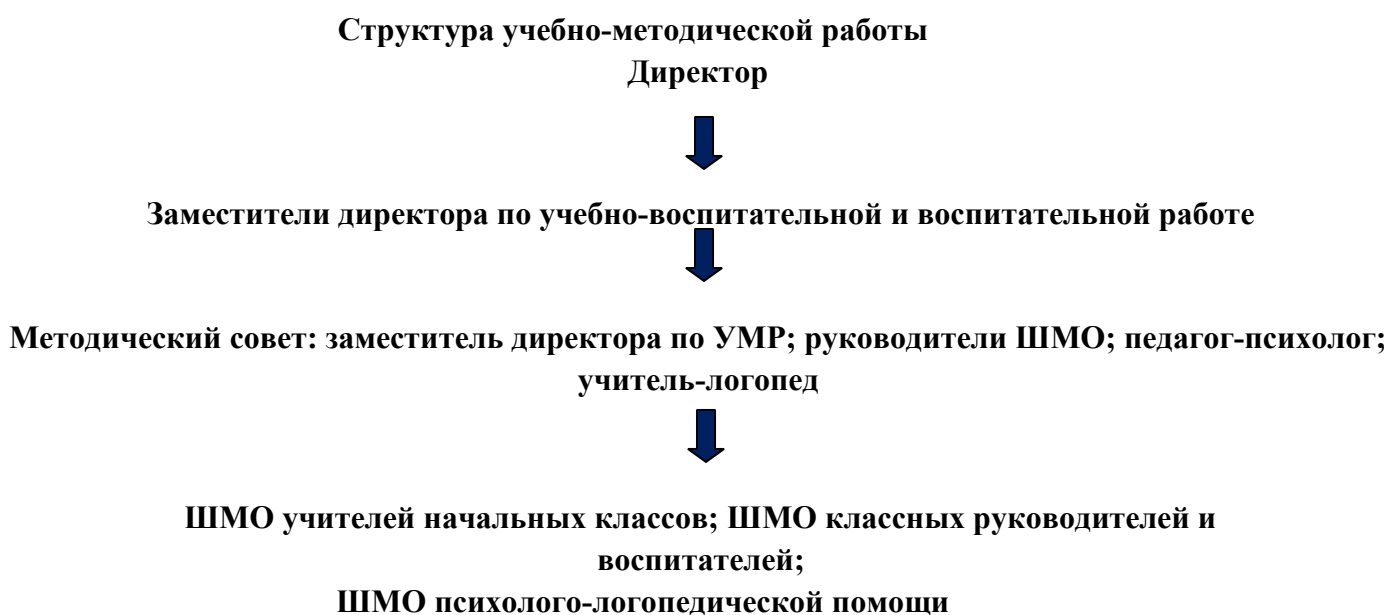 Структура учебно-методической работы
Директор
Заместители директора по учебно-воспитательной и воспитательной работе
Методический совет: заместитель директора по УМР; руководители ШМО; педагог-психолог;
учитель-логопед
ШМО учителей начальных классов; ШМО классных руководителей и
воспитателей;
ШМО психолого-логопедической помощи